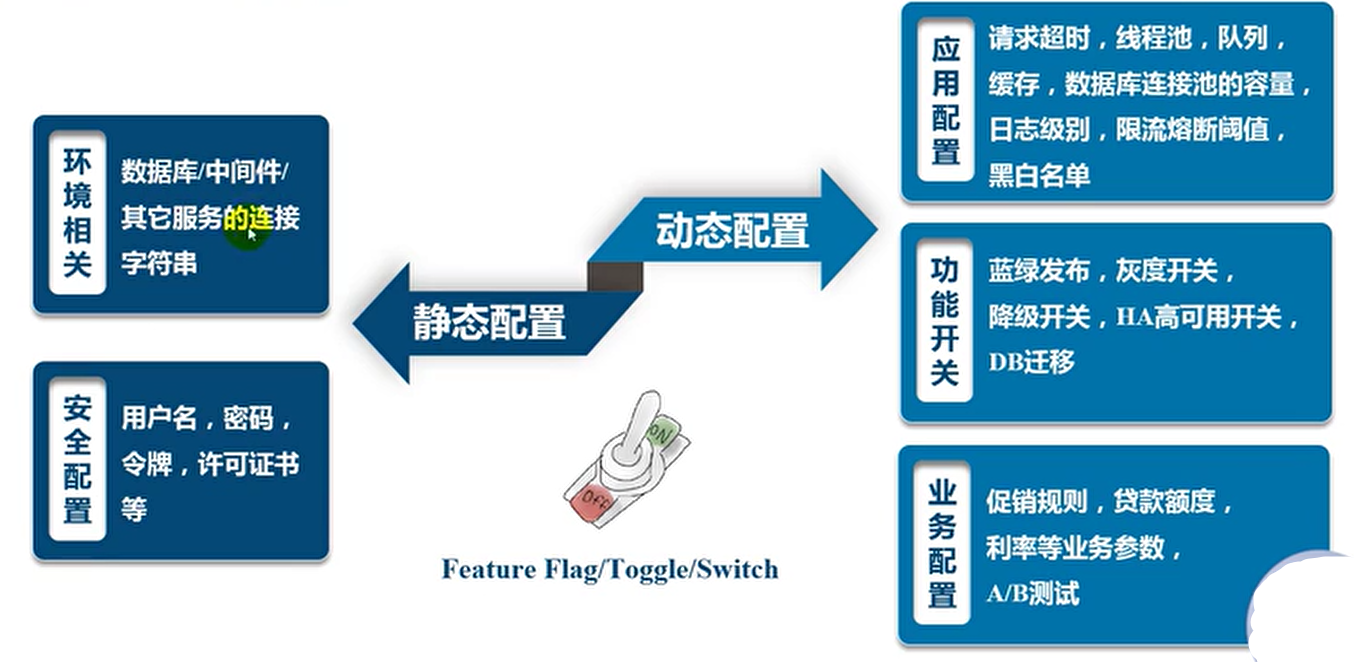 环境相关
数据库/中间件/
其它服务的连接
字符串
安全配置
用户名，密码，
令牌，许可证书
等
静态配置
动态配置
ON
Off
Feature Flag/Toggle/Switch
应用配置
请求超时，线程池，队列，
缓存，数据库连接池的容量，
日志级别，限流熔断阈值，
黑白名单
功能开关
蓝绿发布，灰度开关，
降级开关，HA高可用开关，
DB迁移
业务配置
促销规则，贷款额度，
利率等业务参数，
A/B测试